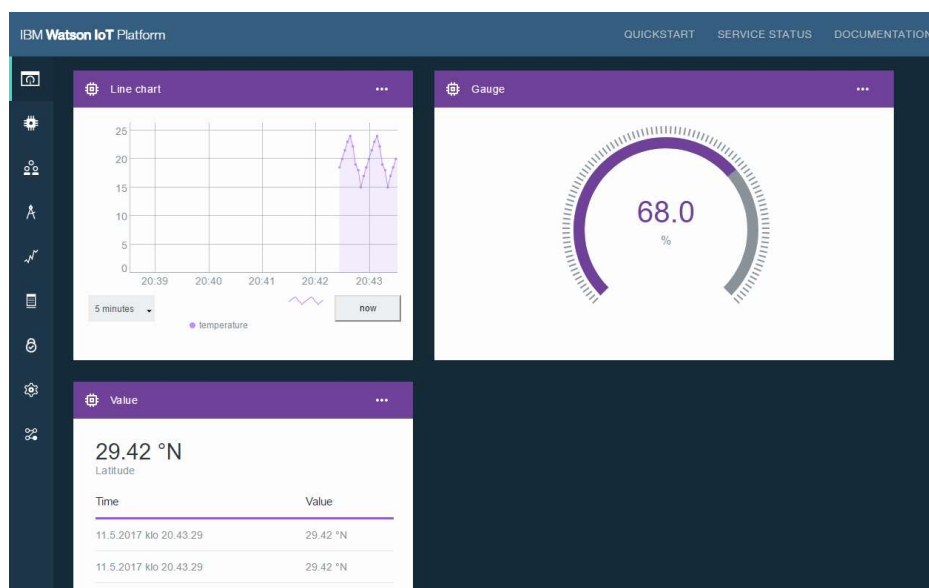 IBM Watson IoT Platform
QUICKSTART SERVICE STATUS DOCUMENTATION
Line chart
Gauge
25
20
15
10
5
0
20:39 20:40 20:41 20:42 20:43
5 minutes
now
temperature
68.0
%
Value
29.42 °N
Latitude
Time Value
11.5.2017 klo 20.43.29 29.42 °N
11.5.2017 klo 20.43.29 29.42 °N